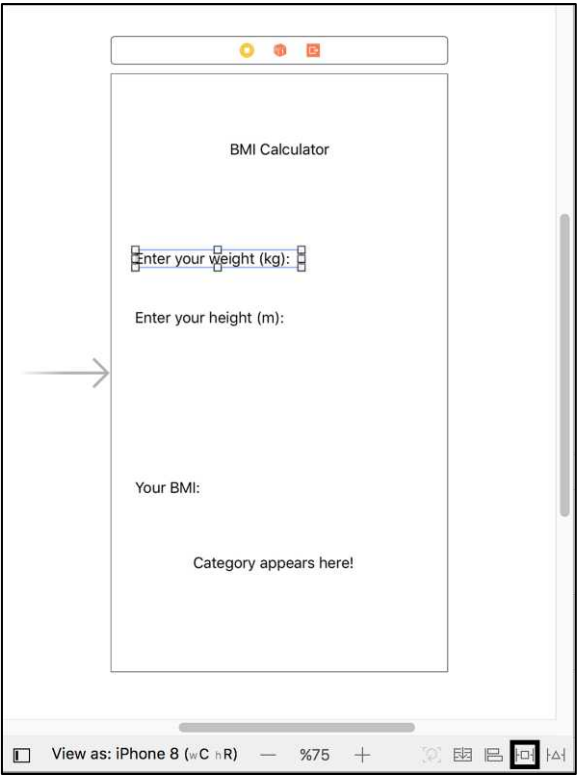 BMI Calculator
Enter your weight (kg):
Enter your height (m):
Your BMI:
Category appears here!
View as: iPhone 8 (wC hR) — %75 +